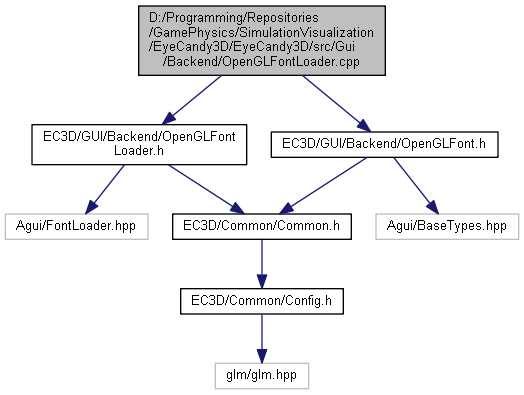 D:/Programming/Repositories
/GamePhysics/SimulationVisualization
/EyeCandy3D/EyeCandy3D/src/Gui
/Backend/OpenGLFontLoader.cpp
EC3D/GUI/Backend/OpenGLFont
Loader.h
EC3D/GUI/Backend/OpenGLFont.h
Agui/FontLoader.hpp
EC3D/Common/Common.h
Agui/BaseTypes.hpp
EC3D/Common/Config.h
glm/glm.hpp